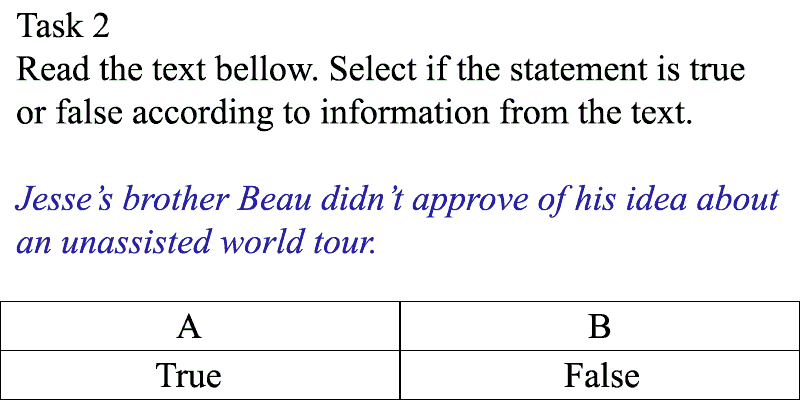 Task 2
Read the text bellow. Select if the statement is true
or false according to information from the text.
Jesse’s brother Beau didn’t approve of his idea about
an unassisted world tour.
A B
True False